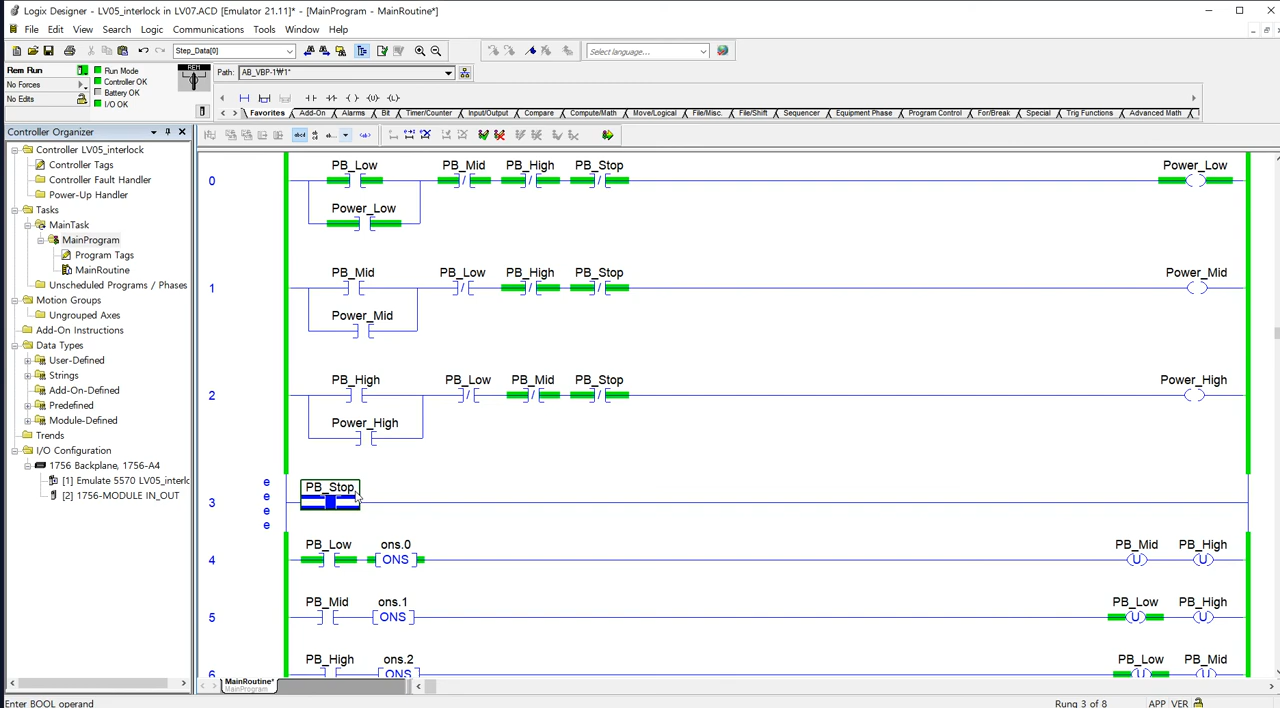 Logix Designer - LV05_interlock in LV07.ACD [Emulator 21.11]* - [MainProgram - MainRoutine*]
File Edit View Search Logic Communications Tools Window Help
Step_Data[0] Select language...
Rem Run Run Mode
No Forces Controller OK
No Edits Battery OK
I/O OK
REM
Path: AB_VBP-1₩1*
Favorites Add-On Alarms Bit Timer/Counter Input/Output Compare Compute/Math Move/Logical File/Misc. File/Shift Sequencer Equipment Phase Program Control For/Break Special Trig Functions Advanced Math
Controller Organizer
Controller LV05_interlock
Controller Tags
Controller Fault Handler
Power-Up Handler
Tasks
MainTask
MainProgram
Program Tags
MainRoutine
Unscheduled Programs / Phases
Motion Groups
Ungrouped Axes
Add-On Instructions
Data Types
User-Defined
Strings
Add-On-Defined
Predefined
Module-Defined
Trends
I/O Configuration
1756 Backplane, 1756-A4
[1] Emulate 5570 LV05_interlc
[2] 1756-MODULE IN_OUT
PB_Low PB_Mid PB_High PB_Stop Power_Low
0
Power_Low
PB_Mid PB_Low PB_High PB_Stop Power_Mid
1
Power_Mid
PB_High PB_Low PB_Mid PB_Stop Power_High
2
Power_High
e
PB_Stop
e
3
e
e
PB_Low ons.0 PB_Mid PB_High
4 ONS U U
PB_Mid ons.1 PB_Low PB_High
5 ONS U U
PB_High ons.2 PB_Low PB_Mid
6 ONS U U
MainRoutine*
MainProgram
Enter BOOL operand Rung 3 of 8 APP VER